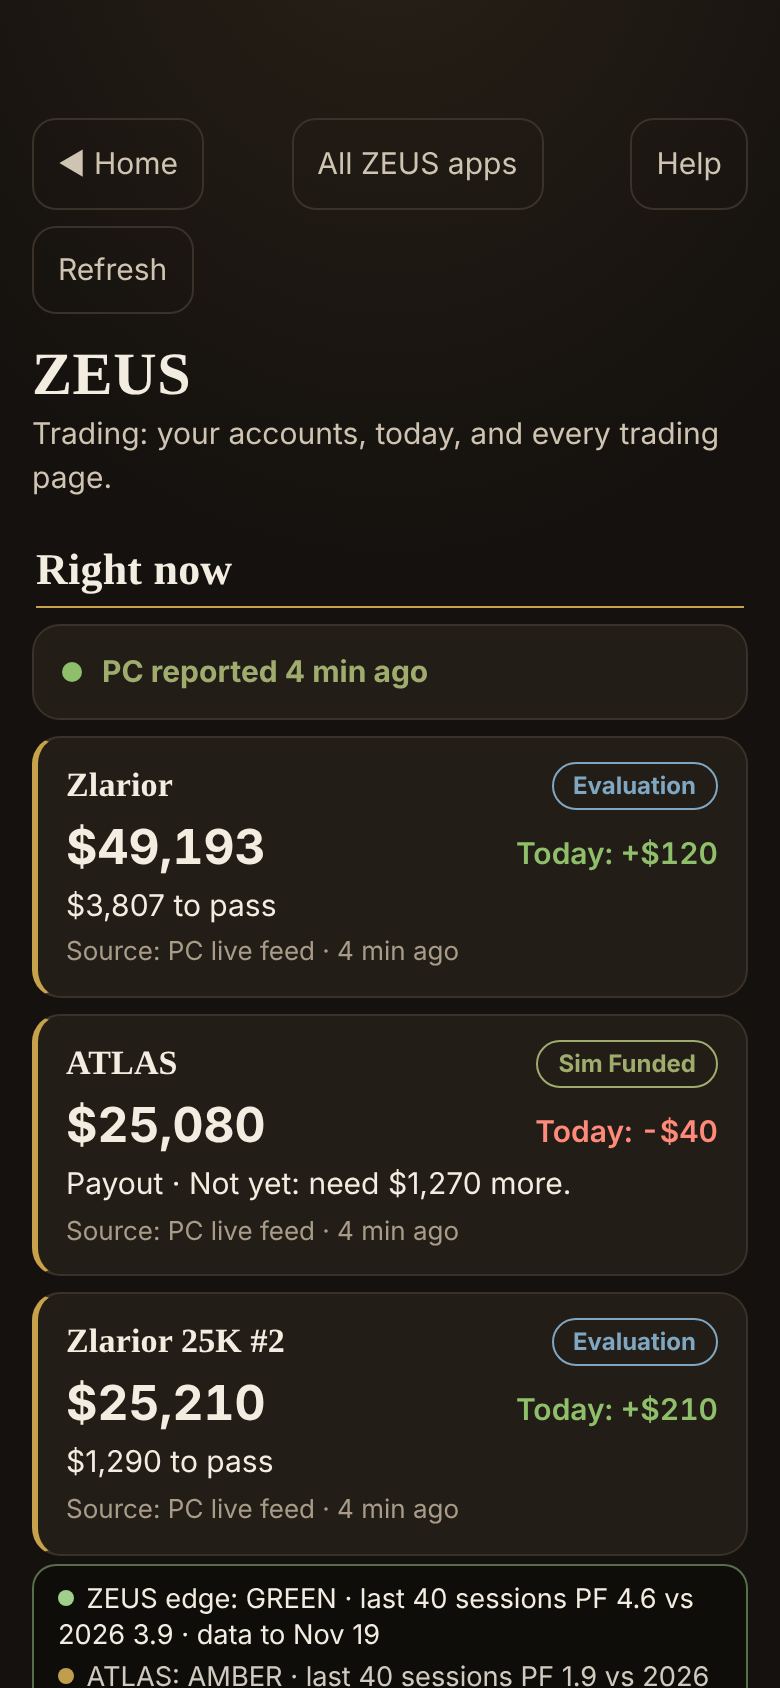 ◀ Home
All ZEUS apps
Help
Refresh
ZEUS
Trading: your accounts, today, and every trading
page.
Right now
PC reported 4 min ago
Zlarior
Evaluation
$49,193
Today: +$120
$3,807 to pass
Source: PC live feed · 4 min ago
ATLAS
Sim Funded
$25,080
Today: -$40
Payout · Not yet: need $1,270 more.
Source: PC live feed · 4 min ago
Zlarior 25K #2
Evaluation
$25,210
Today: +$210
$1,290 to pass
Source: PC live feed · 4 min ago
ZEUS edge: GREEN · last 40 sessions PF 4.6 vs
2026 3.9 · data to Nov 19
ATLAS: AMBER · last 40 sessions PF 1.9 vs 2026